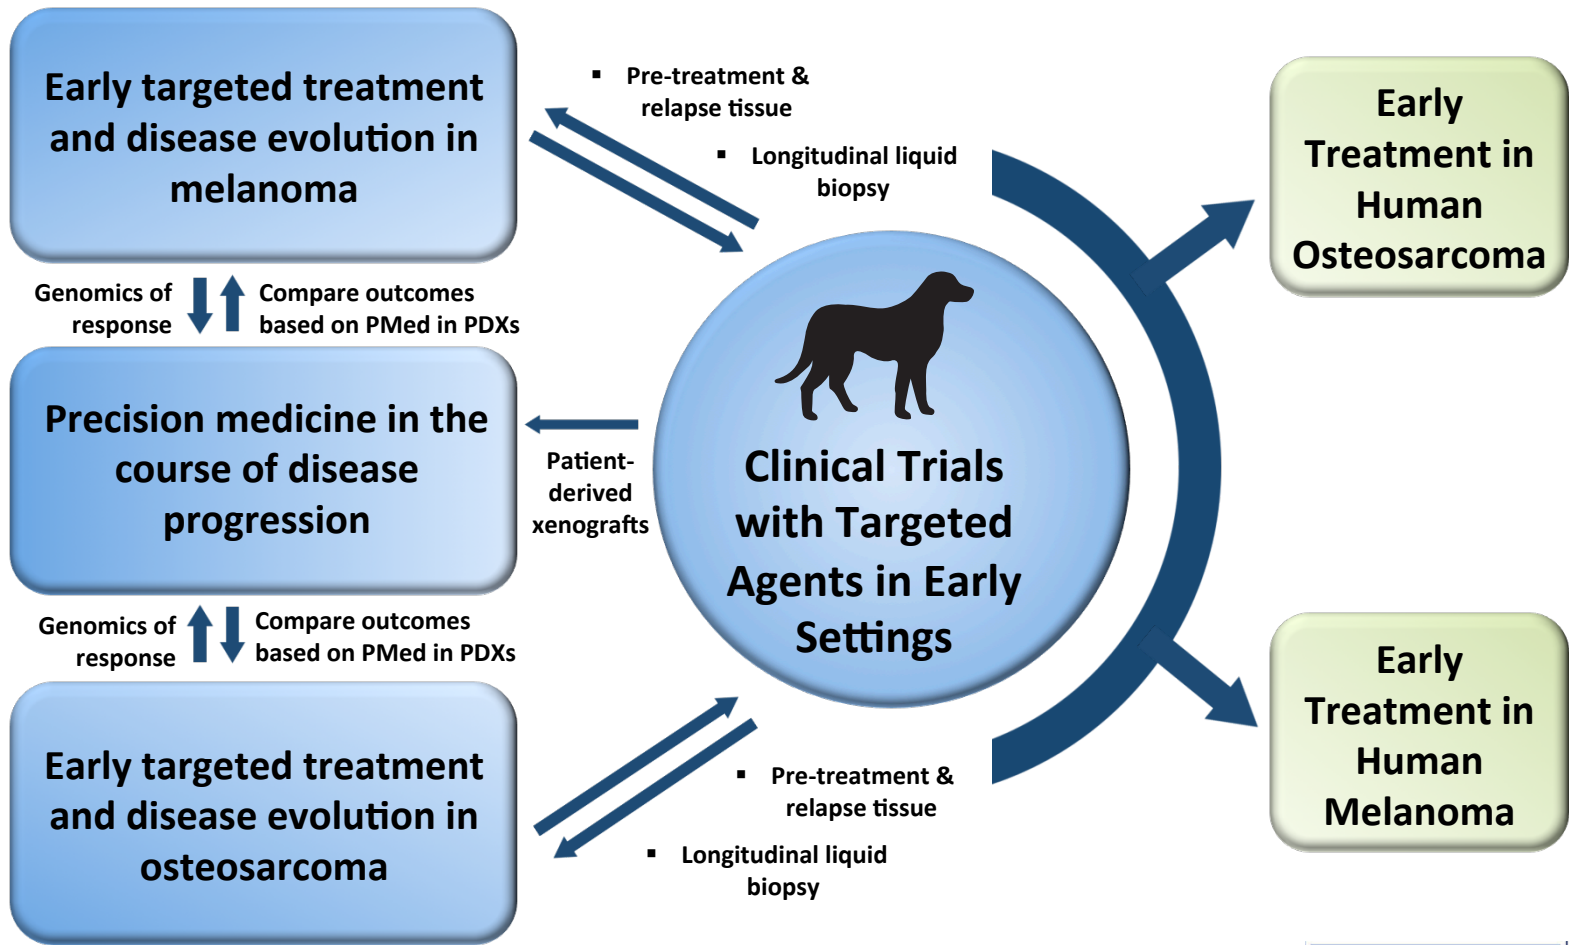 Early targeted treatment
and disease evolution in
melanoma
▪ Pre-treatment &
relapse tissue
▪ Longitudinal liquid
biopsy
Early
Treatment in
Human
Osteosarcoma
Genomics of
response
Compare outcomes
based on PMed in PDXs
Precision medicine in the
course of disease
progression
Patient-
derived
xenografts
Clinical Trials
with Targeted
Agents in Early
Settings
Genomics of
response
Compare outcomes
based on PMed in PDXs
Early targeted treatment
and disease evolution in
osteosarcoma
▪ Pre-treatment &
relapse tissue
▪ Longitudinal liquid
biopsy
Early
Treatment in
Human
Melanoma